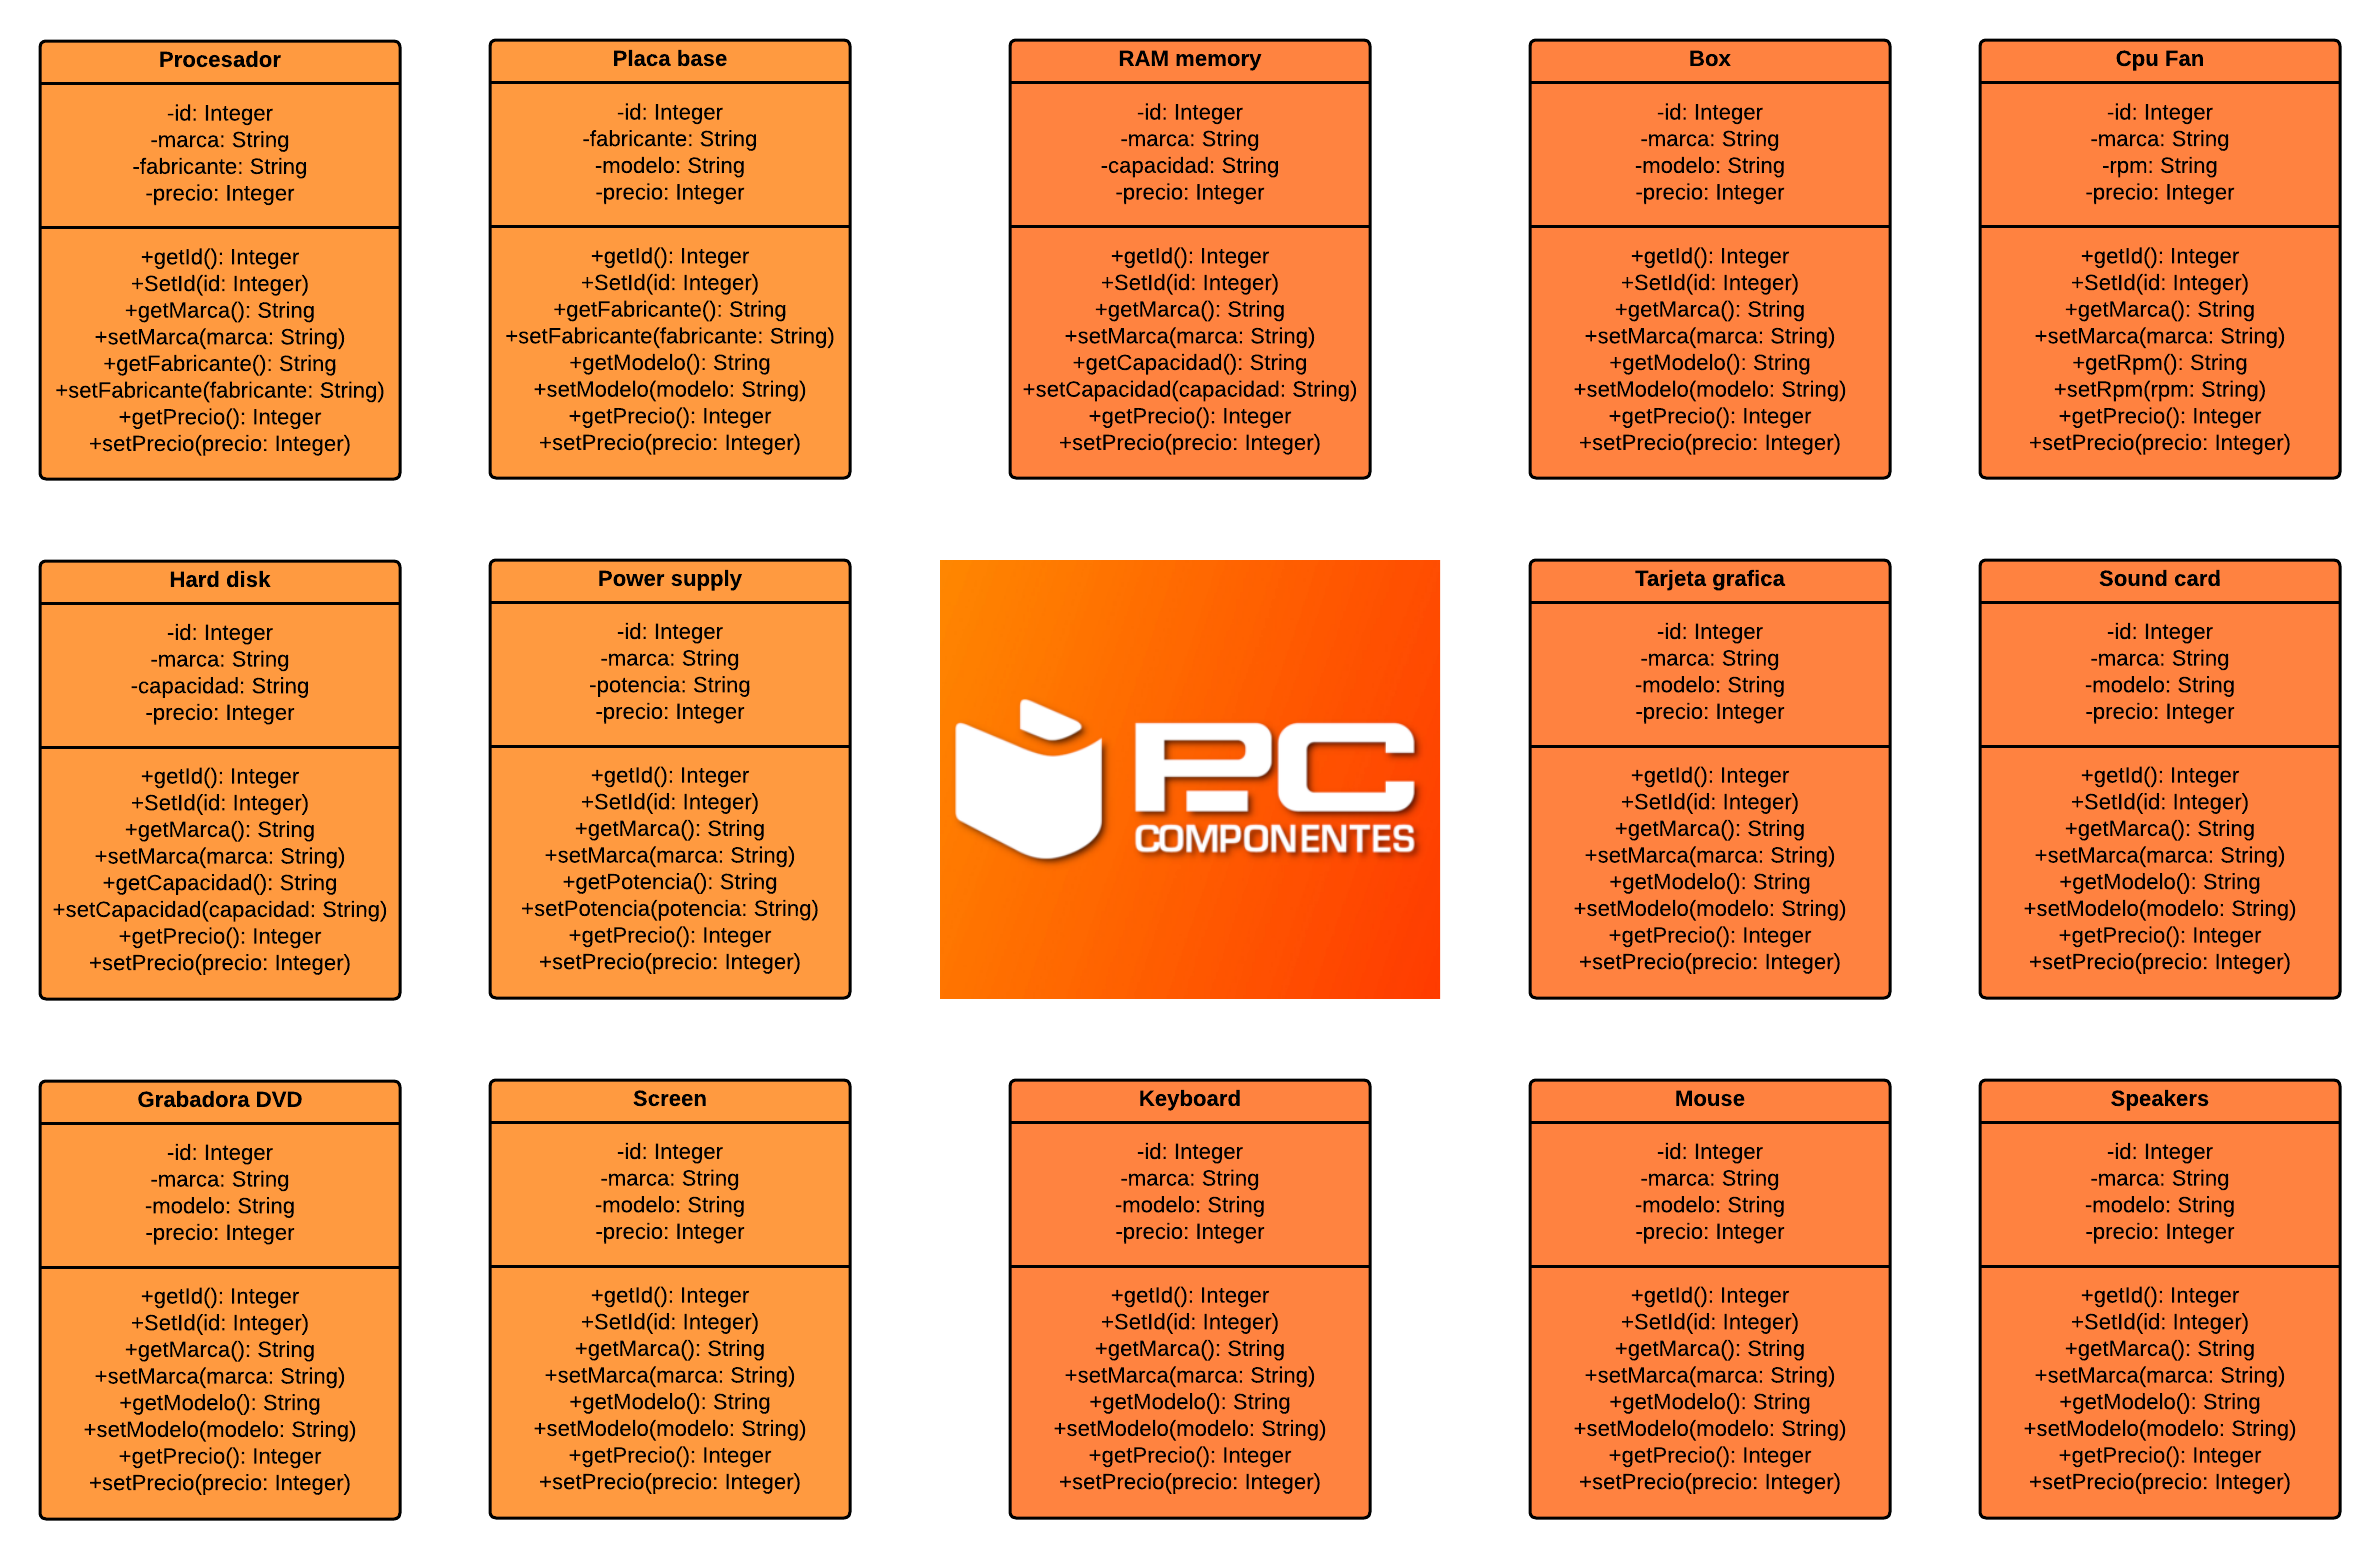 Procesador
-id: Integer
-marca: String
-fabricante: String
-precio: Integer
+getId(): Integer
+SetId(id: Integer)
+getMarca(): String
+setMarca(marca: String)
+getFabricante(): String
+setFabricante(fabricante: String)
+getPrecio(): Integer
+setPrecio(precio: Integer)
Placa base
-id: Integer
-fabricante: String
-modelo: String
-precio: Integer
+getId(): Integer
+SetId(id: Integer)
+getFabricante(): String
+setFabricante(fabricante: String)
+getModelo(): String
+setModelo(modelo: String)
+getPrecio(): Integer
+setPrecio(precio: Integer)
RAM memory
-id: Integer
-marca: String
-capacidad: String
-precio: Integer
+getId(): Integer
+SetId(id: Integer)
+getMarca(): String
+setMarca(marca: String)
+getCapacidad(): String
+setCapacidad(capacidad: String)
+getPrecio(): Integer
+setPrecio(precio: Integer)
Box
-id: Integer
-marca: String
-modelo: String
-precio: Integer
+getId(): Integer
+SetId(id: Integer)
+getMarca(): String
+setMarca(marca: String)
+getModelo(): String
+setModelo(modelo: String)
+getPrecio(): Integer
+setPrecio(precio: Integer)
Cpu Fan
-id: Integer
-marca: String
-rpm: String
-precio: Integer
+getId(): Integer
+SetId(id: Integer)
+getMarca(): String
+setMarca(marca: String)
+getRpm(): String
+setRpm(rpm: String)
+getPrecio(): Integer
+setPrecio(precio: Integer)
Hard disk
-id: Integer
-marca: String
-capacidad: String
-precio: Integer
+getId(): Integer
+SetId(id: Integer)
+getMarca(): String
+setMarca(marca: String)
+getCapacidad(): String
+setCapacidad(capacidad: String)
+getPrecio(): Integer
+setPrecio(precio: Integer)
Power supply
-id: Integer
-marca: String
-potencia: String
-precio: Integer
+getId(): Integer
+SetId(id: Integer)
+getMarca(): String
+setMarca(marca: String)
+getPotencia(): String
+setPotencia(potencia: String)
+getPrecio(): Integer
+setPrecio(precio: Integer)
PC
COMPONENTES
Tarjeta grafica
-id: Integer
-marca: String
-modelo: String
-precio: Integer
+getId(): Integer
+SetId(id: Integer)
+getMarca(): String
+setMarca(marca: String)
+getModelo(): String
+setModelo(modelo: String)
+getPrecio(): Integer
+setPrecio(precio: Integer)
Sound card
-id: Integer
-marca: String
-modelo: String
-precio: Integer
+getId(): Integer
+SetId(id: Integer)
+getMarca(): String
+setMarca(marca: String)
+getModelo(): String
+setModelo(modelo: String)
+getPrecio(): Integer
+setPrecio(precio: Integer)
Grabadora DVD
-id: Integer
-marca: String
-modelo: String
-precio: Integer
+getId(): Integer
+SetId(id: Integer)
+getMarca(): String
+setMarca(marca: String)
+getModelo(): String
+setModelo(modelo: String)
+getPrecio(): Integer
+setPrecio(precio: Integer)
Screen
-id: Integer
-marca: String
-modelo: String
-precio: Integer
+getId(): Integer
+SetId(id: Integer)
+getMarca(): String
+setMarca(marca: String)
+getModelo(): String
+setModelo(modelo: String)
+getPrecio(): Integer
+setPrecio(precio: Integer)
Keyboard
-id: Integer
-marca: String
-modelo: String
-precio: Integer
+getId(): Integer
+SetId(id: Integer)
+getMarca(): String
+setMarca(marca: String)
+getModelo(): String
+setModelo(modelo: String)
+getPrecio(): Integer
+setPrecio(precio: Integer)
Mouse
-id: Integer
-marca: String
-modelo: String
-precio: Integer
+getId(): Integer
+SetId(id: Integer)
+getMarca(): String
+setMarca(marca: String)
+getModelo(): String
+setModelo(modelo: String)
+getPrecio(): Integer
+setPrecio(precio: Integer)
Speakers
-id: Integer
-marca: String
-modelo: String
-precio: Integer
+getId(): Integer
+SetId(id: Integer)
+getMarca(): String
+setMarca(marca: String)
+getModelo(): String
+setModelo(modelo: String)
+getPrecio(): Integer
+setPrecio(precio: Integer)